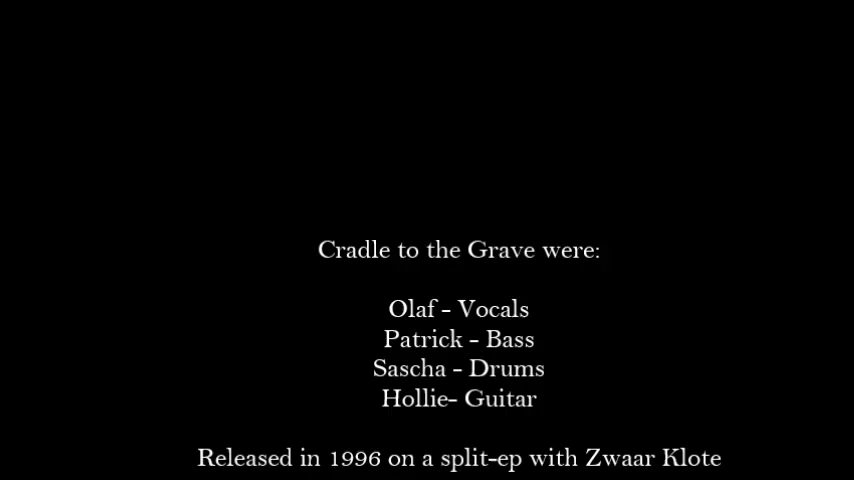 Cradle to the Grave were:
Olaf - Vocals
Patrick - Bass
Sascha - Drums
Hollie- Guitar
Released in 1996 on a split-ep with Zwaar Klote